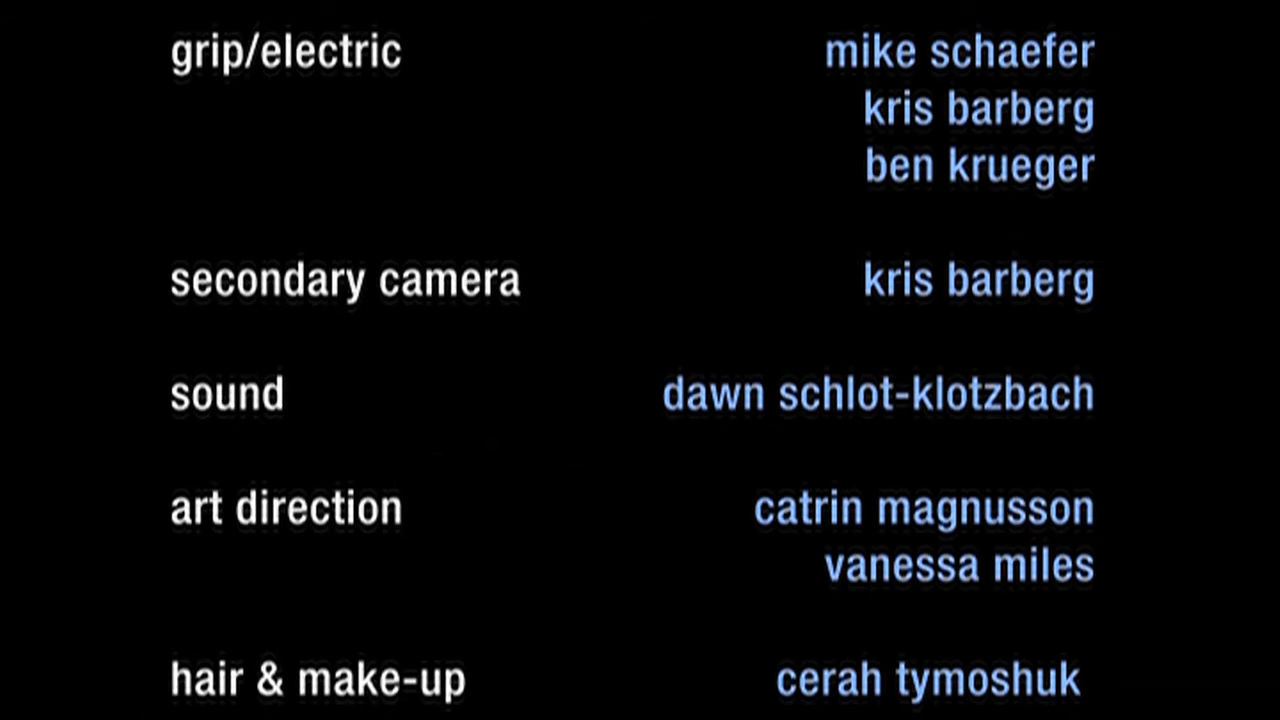 grip/electric mike schaefer
kris barberg
ben krueger
secondary camera kris barberg
sound dawn schlot-klotzbach
art direction catrin magnusson
vanessa miles
hair & make-up cerah tymoshuk